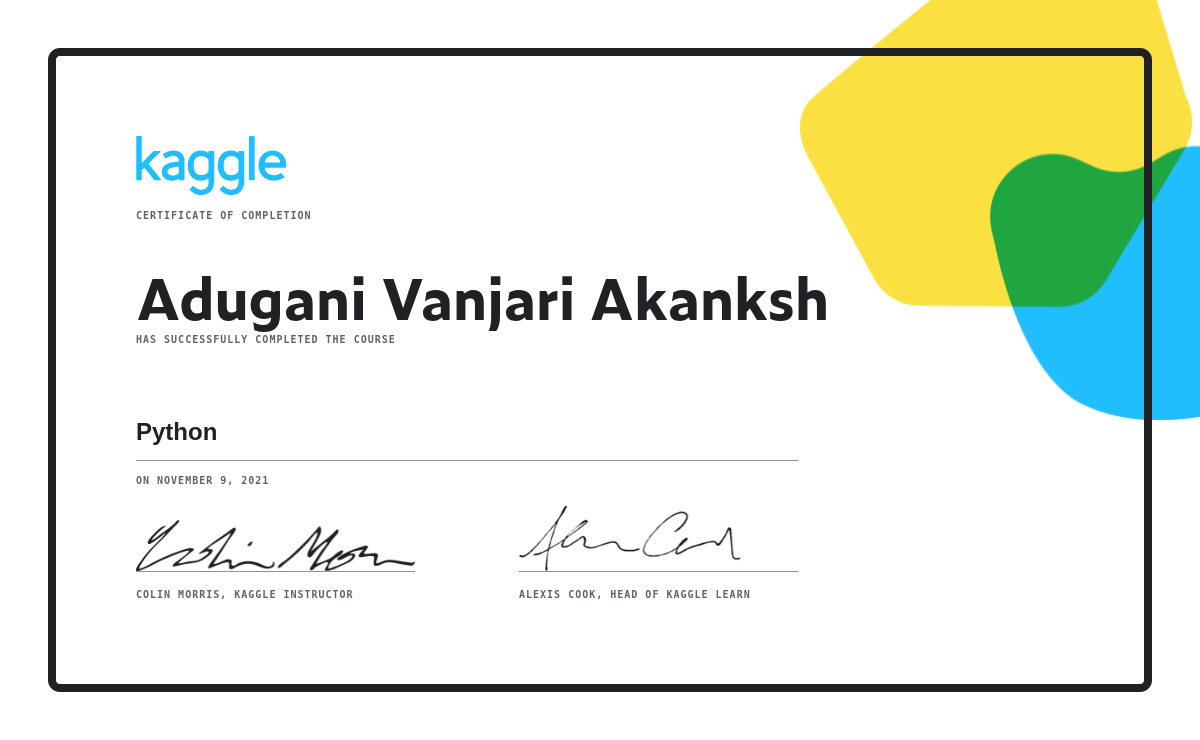 kaggle
CERTIFICATE OF COMPLETION
Adugani Vanjari Akanksh
HAS SUCCESSFULLY COMPLETED THE COURSE
Python
ON NOVEMBER 9, 2021
COLIN MORRIS, KAGGLE INSTRUCTOR
ALEXIS COOK, HEAD OF KAGGLE LEARN